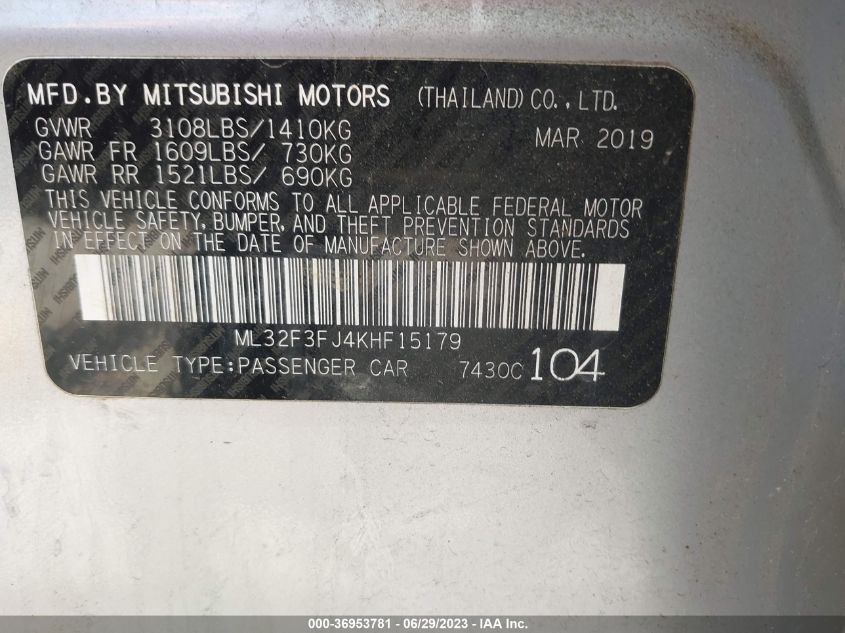 MFD.BY MITSUBISHI MOTORS (THAILAND) CO., LTD.
GVWR 3108LBS/1410KG MAR 2019
GAWR FR 1609LBS/ 730KG
GAWR RR 1521LBS/ 690KG
THIS VEHICLE CONFORMS TO ALL APPLICABLE FEDERAL MOTOR
VEHICLE SAFETY, BUMPER, AND THEFT PREVENTION STANDARDS
IN EFFECT ON THE DATE OF MANUFACTURE SHOWN ABOVE.
ML32F3FJ4KHF15179
VEHICLE TYPE:PASSENGER CAR 7430C 104
000-36953781 - 06/29/2023 - IAA Inc.